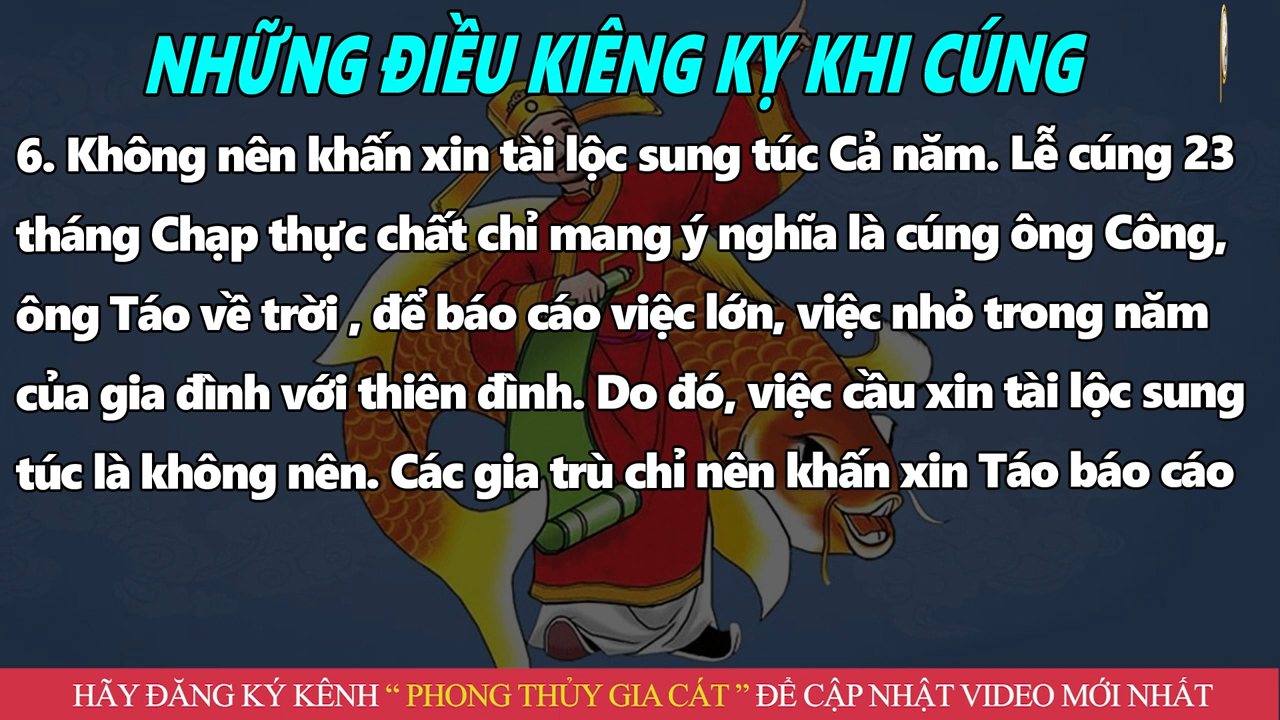 NHỮNG ĐIỀU KIÊNG KỴ KHI CÚNG
6. Không nên khấn xin tài lộc sung túc Cả năm. Lễ cúng 23
tháng Chạp thực chất chỉ mang ý nghĩa là cúng ông Công,
ông Táo về trời , để báo cáo việc lớn, việc nhỏ trong năm
của gia đình với thiên đình. Do đó, việc cầu xin tài lộc sung
túc là không nên. Các gia trù chỉ nên khấn xin Táo báo cáo
HÃY ĐĂNG KÝ KÊNH “ PHONG THỦY GIA CÁT ” ĐỂ CẬP NHẬT VIDEO MỚI NHẤT